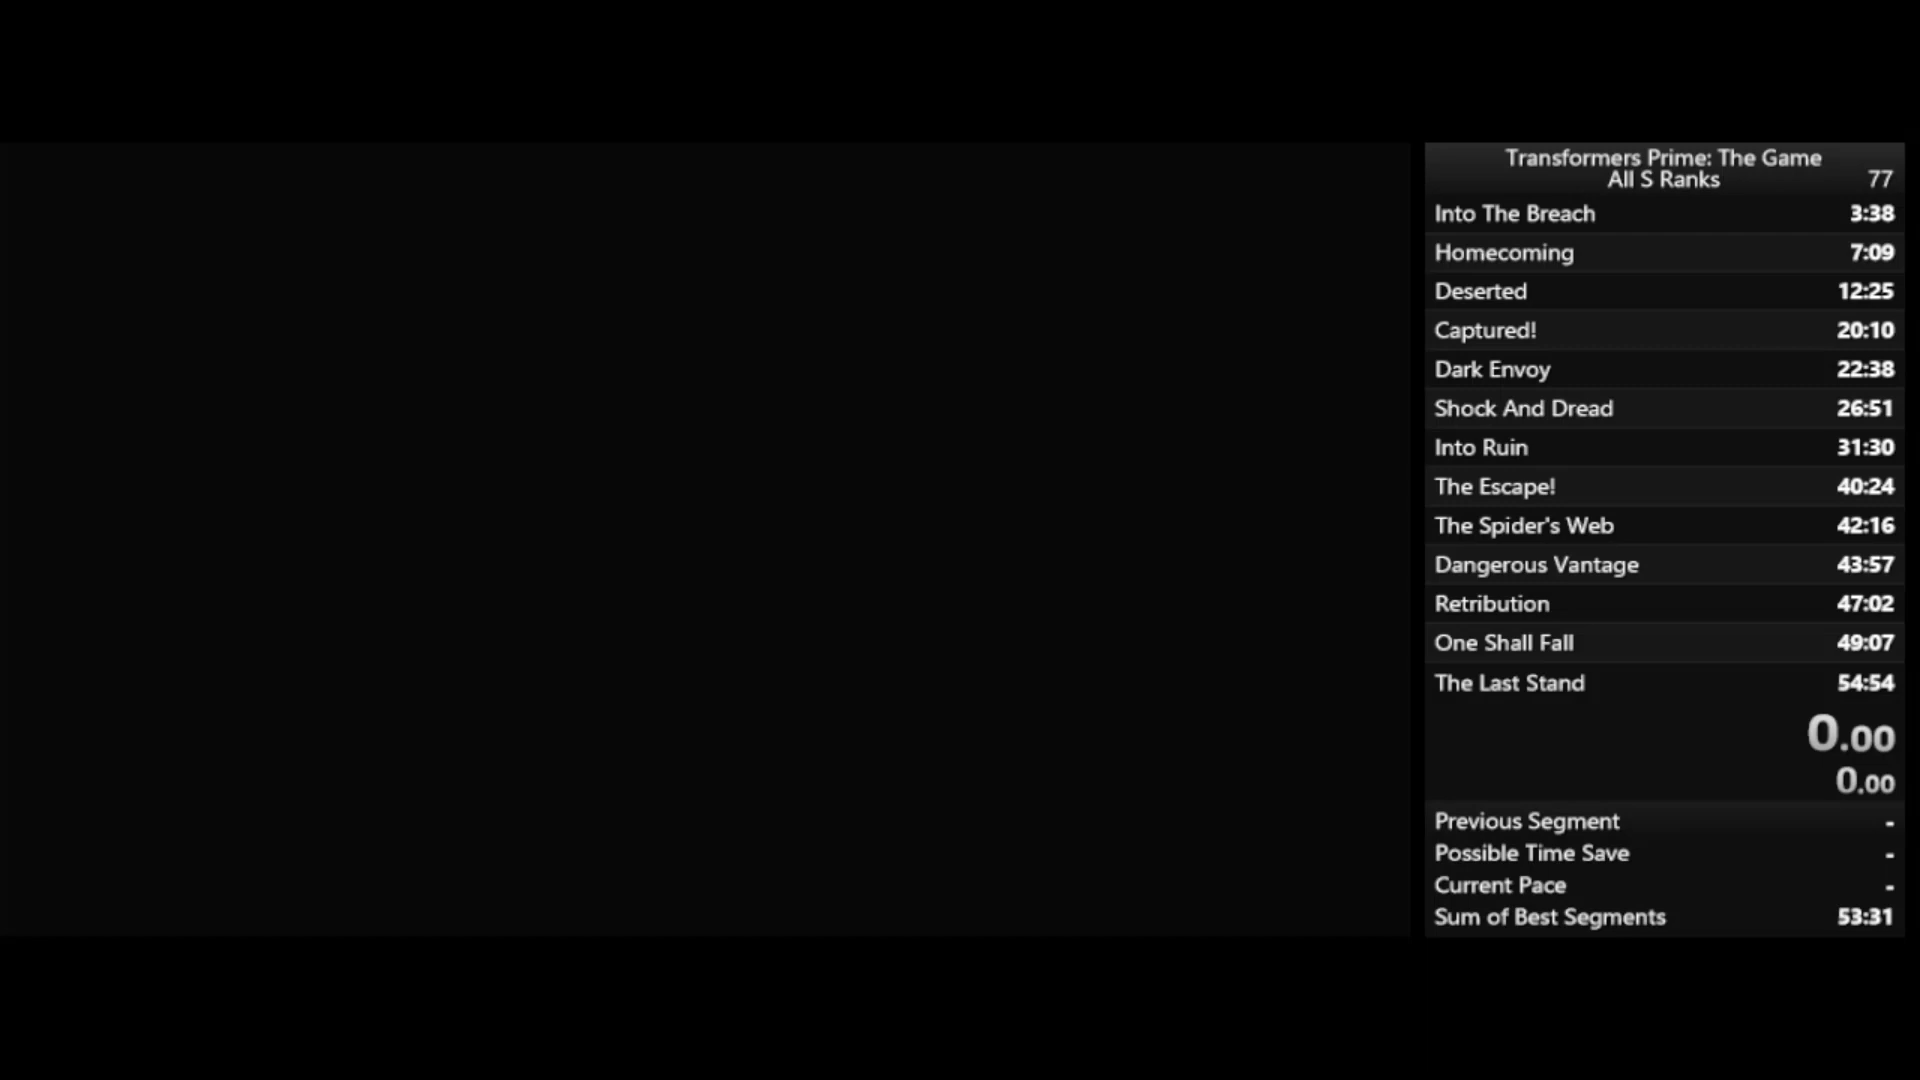 Transformers Prime: The Game
All S Ranks 77
Into The Breach 3:38
Homecoming 7:09
Deserted 12:25
Captured! 20:10
Dark Envoy 22:38
Shock And Dread 26:51
Into Ruin 31:30
The Escape! 40:24
The Spider's Web 42:16
Dangerous Vantage 43:57
Retribution 47:02
One Shall Fall 49:07
The Last Stand 54:54
0.00
0.00
Previous Segment -
Possible Time Save -
Current Pace -
Sum of Best Segments 53:31